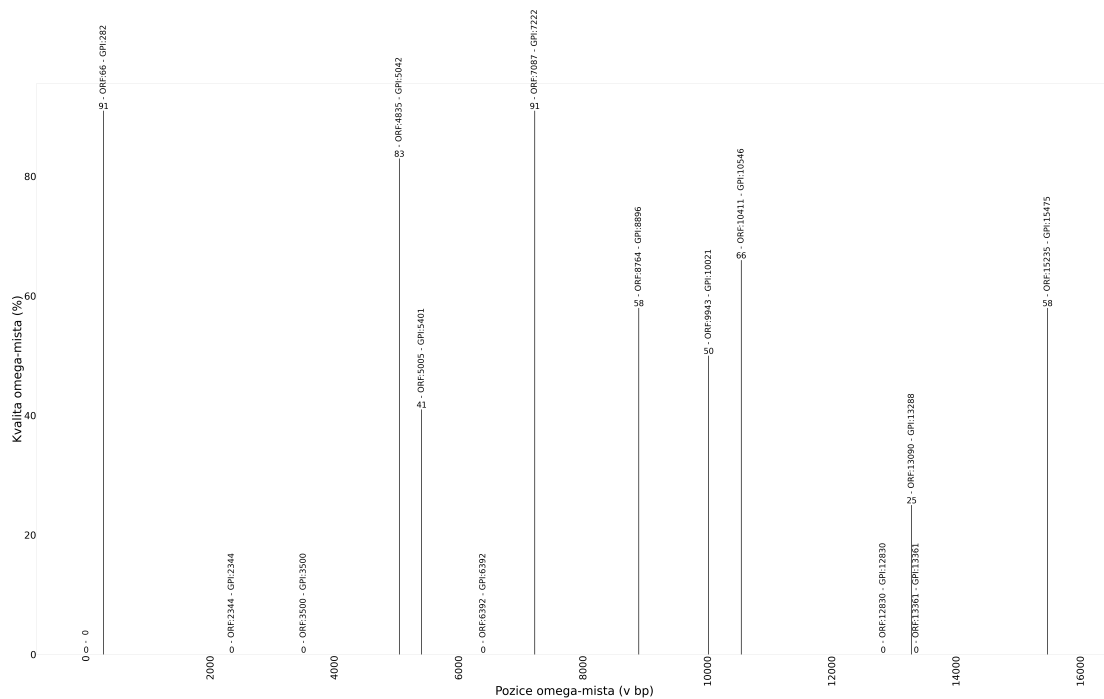 91 - ORF:66 - GPI:282
83 - ORF:4835 - GPI:5042
91 - ORF:7087 - GPI:7222
41 - ORF:5005 - GPI:5401
58 - ORF:8764 - GPI:8896
50 - ORF:9943 - GPI:10021
66 - ORF:10411 - GPI:10546
58 - ORF:15235 - GPI:15475
25 - ORF:13090 - GPI:13288
0 - 0
0 - ORF:2344 - GPI:2344
0 - ORF:3500 - GPI:3500
0 - ORF:6392 - GPI:6392
0 - ORF:12830 - GPI:12830
0 - ORF:13361 - GPI:13361
Kvalita omega-mista (%)
80
60
40
20
0
0
2000
4000
6000
8000
10000
12000
14000
16000
Pozice omega-mista (v bp)